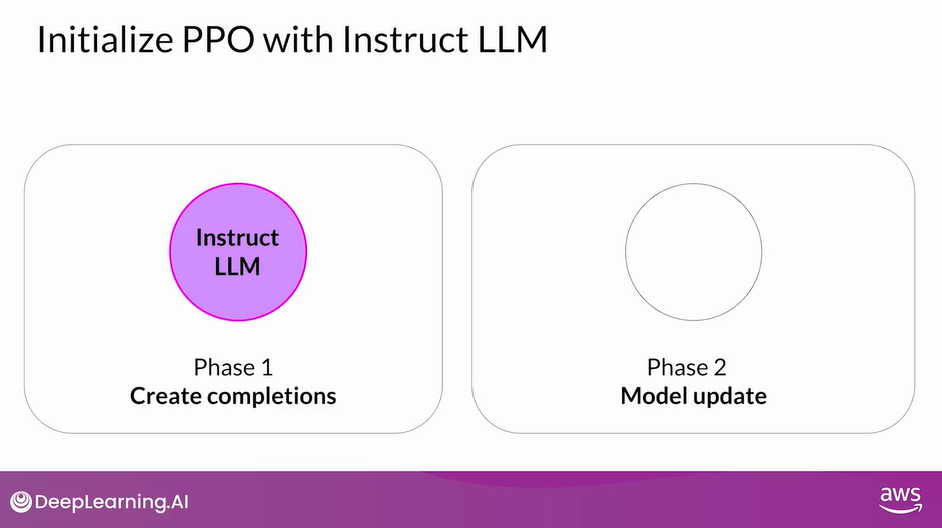 Initialize PPO with Instruct LLM
Instruct
LLM
Phase 1
Create completions
Phase 2
Model update
DeepLearning.AI
aws